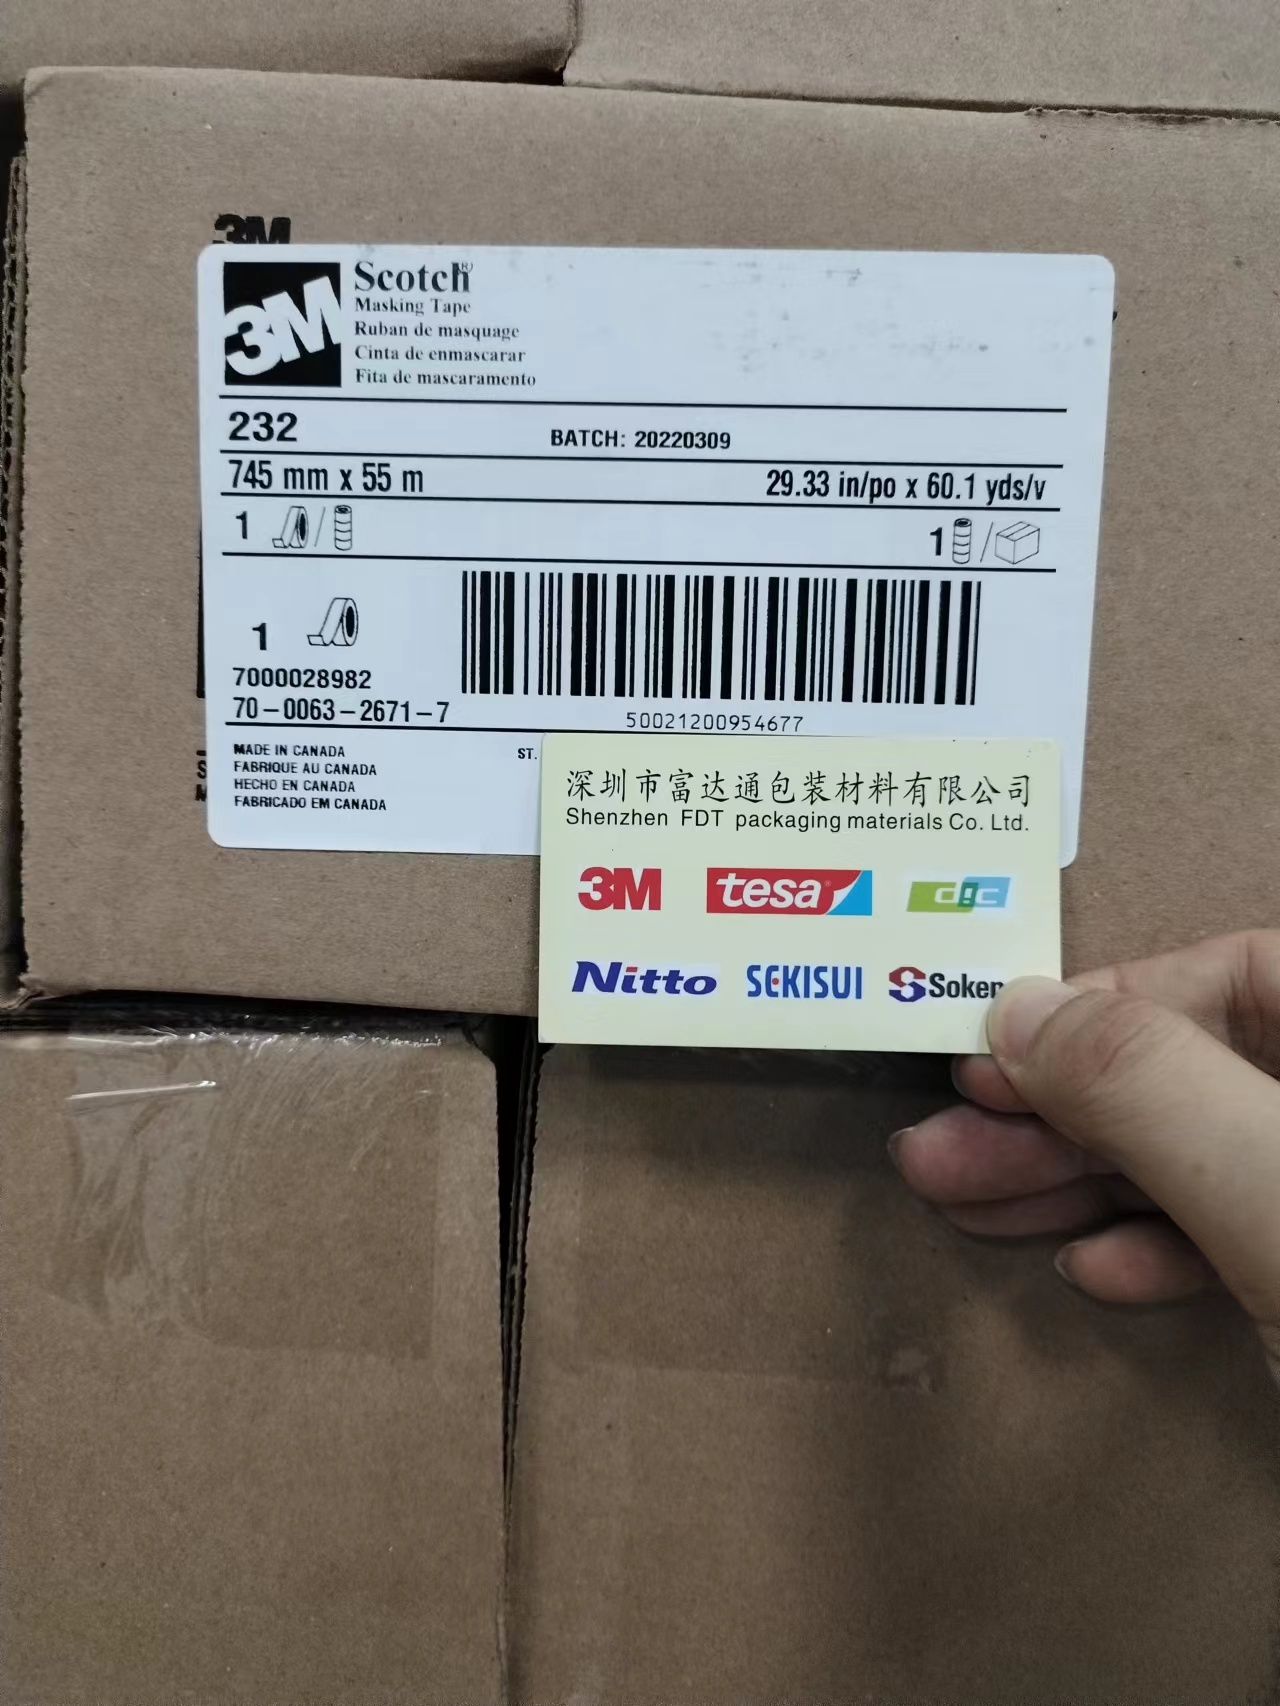 3M
3M
Scotch(R)
Masking Tape
Ruban de masquage
Cinta de enmascarar
Fita de mascaramento
232
BATCH: 20220309
745 mm x 55 m
29.33 in/po x 60.1 yds/v
1 /
1 /
1
7000028982
70-0063-2671-7
50021200954677
MADE IN CANADA
FABRIQUE AU CANADA
HECHO EN CANADA
FABRICADO EM CANADA
ST.
深圳市富达通包装材料有限公司
Shenzhen FDT packaging materials Co. Ltd.
3M
tesa
dic
Nitto
SEKISUI
Soken